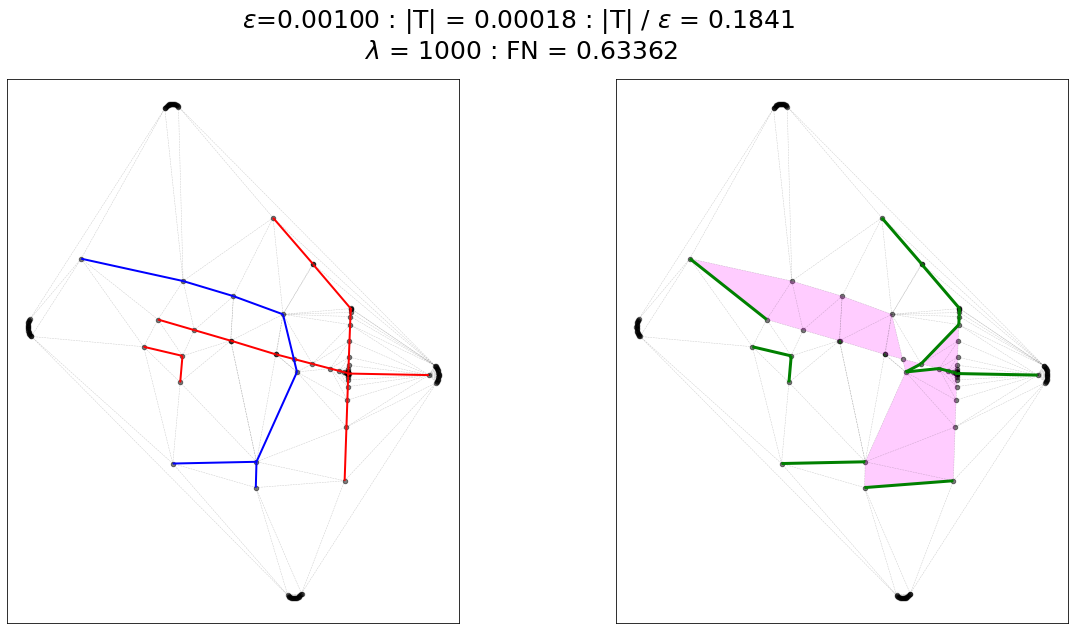 ε=0.00100 : |T| = 0.00018 : |T| / ε = 0.1841
λ = 1000 : FN = 0.63362